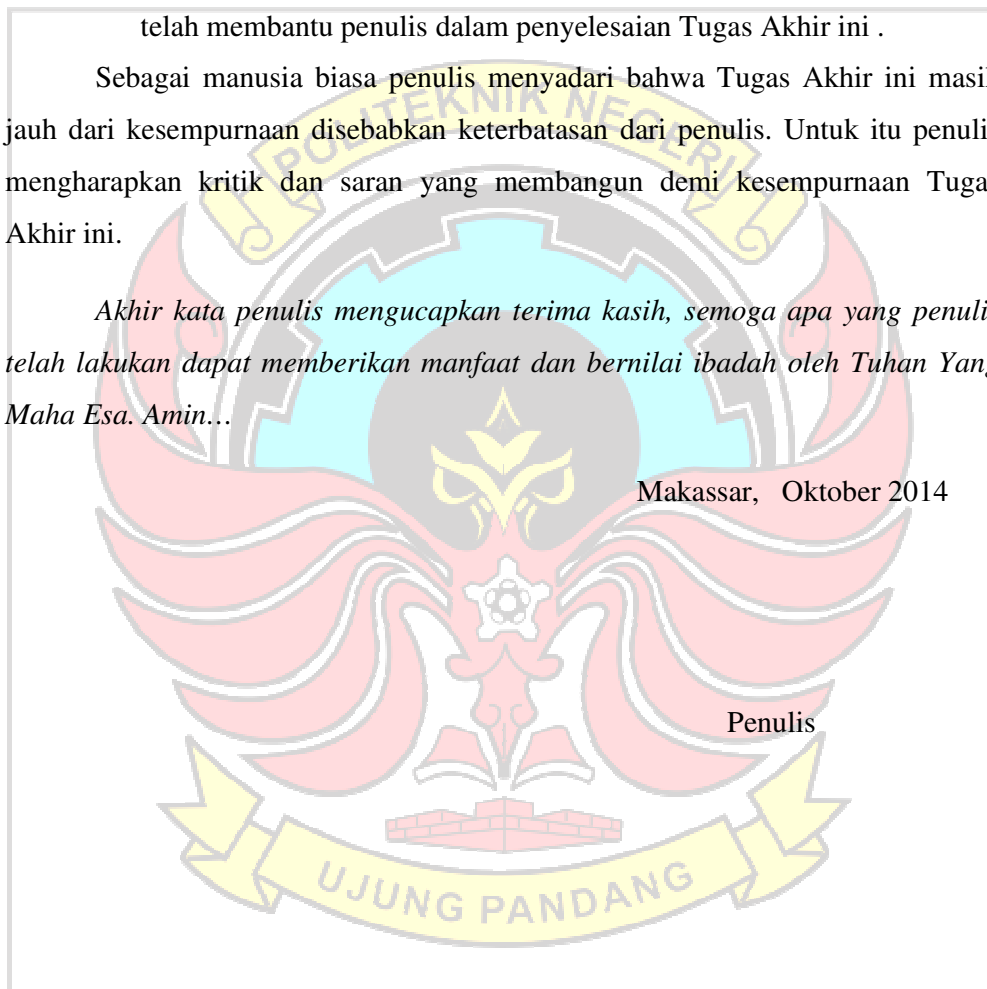 telah membantu penulis dalam penyelesaian Tugas Akhir ini .
Sebagai manusia biasa penulis menyadari bahwa Tugas Akhir ini masil
jauh dari kesempurnaan disebabkan keterbatasan dari penulis. Untuk itu penuli
mengharapkan kritik dan saran yang membangun demi kesempurnaan Tuga
Akhir ini.
Akhir kata penulis mengucapkan terima kasih, semoga apa yang penuli
telah lakukan dapat memberikan manfaat dan bernilai ibadah oleh Tuhan Yang
Maha Esa. Amin…
Makassar, Oktober 2014
Penulis
POLITEKNIK NEGERI
UJUNG PANDANG